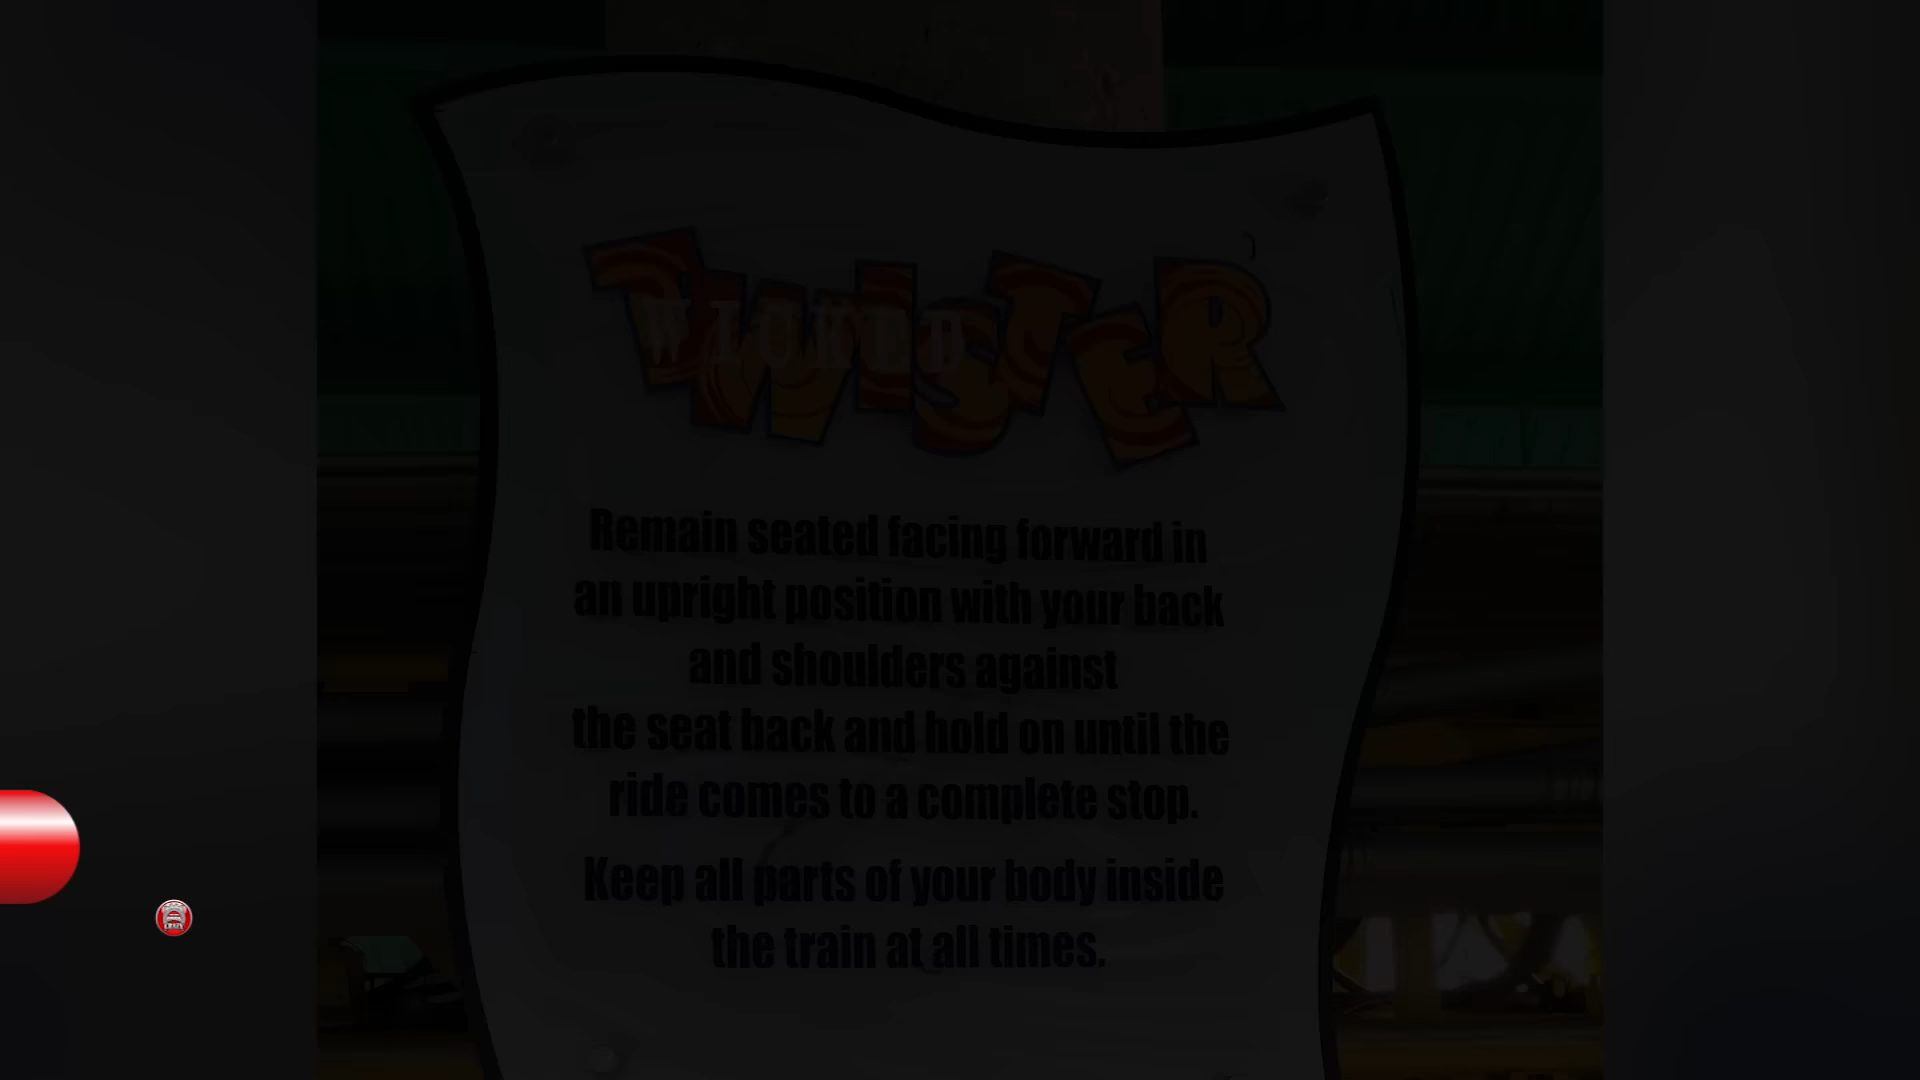 TWISTER
WICKED
Remain seated facing forward in
an upright position with your back
and shoulders against
the seat back and hold on until the
ride comes to a complete stop.
Keep all parts of your body inside
the train at all times.